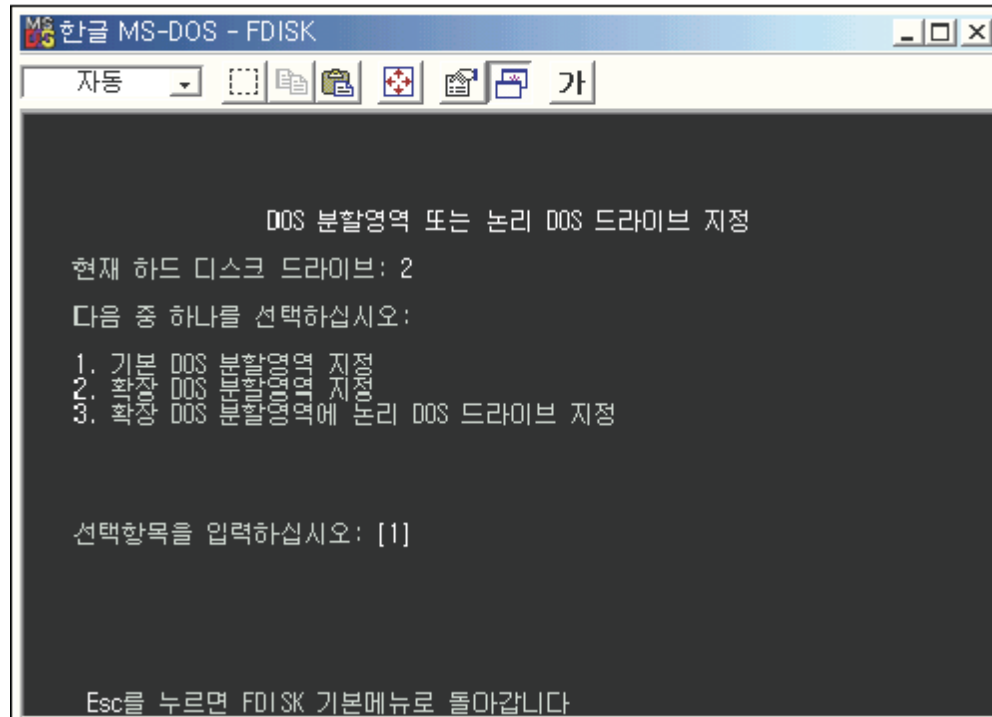 한글 MS-DOS - FDISK
자동
가
DOS 분할영역 또는 논리 DOS 드라이브 지정
현재 하드 디스크 드라이브: 2
다음 중 하나를 선택하십시오:
1. 기본 DOS 분할영역 지정
2. 확장 DOS 분할영역 지정
3. 확장 DOS 분할영역에 논리 DOS 드라이브 지정
선택항목을 입력하십시오: [1]
Esc를 누르면 FDISK 기본메뉴로 돌아갑니다